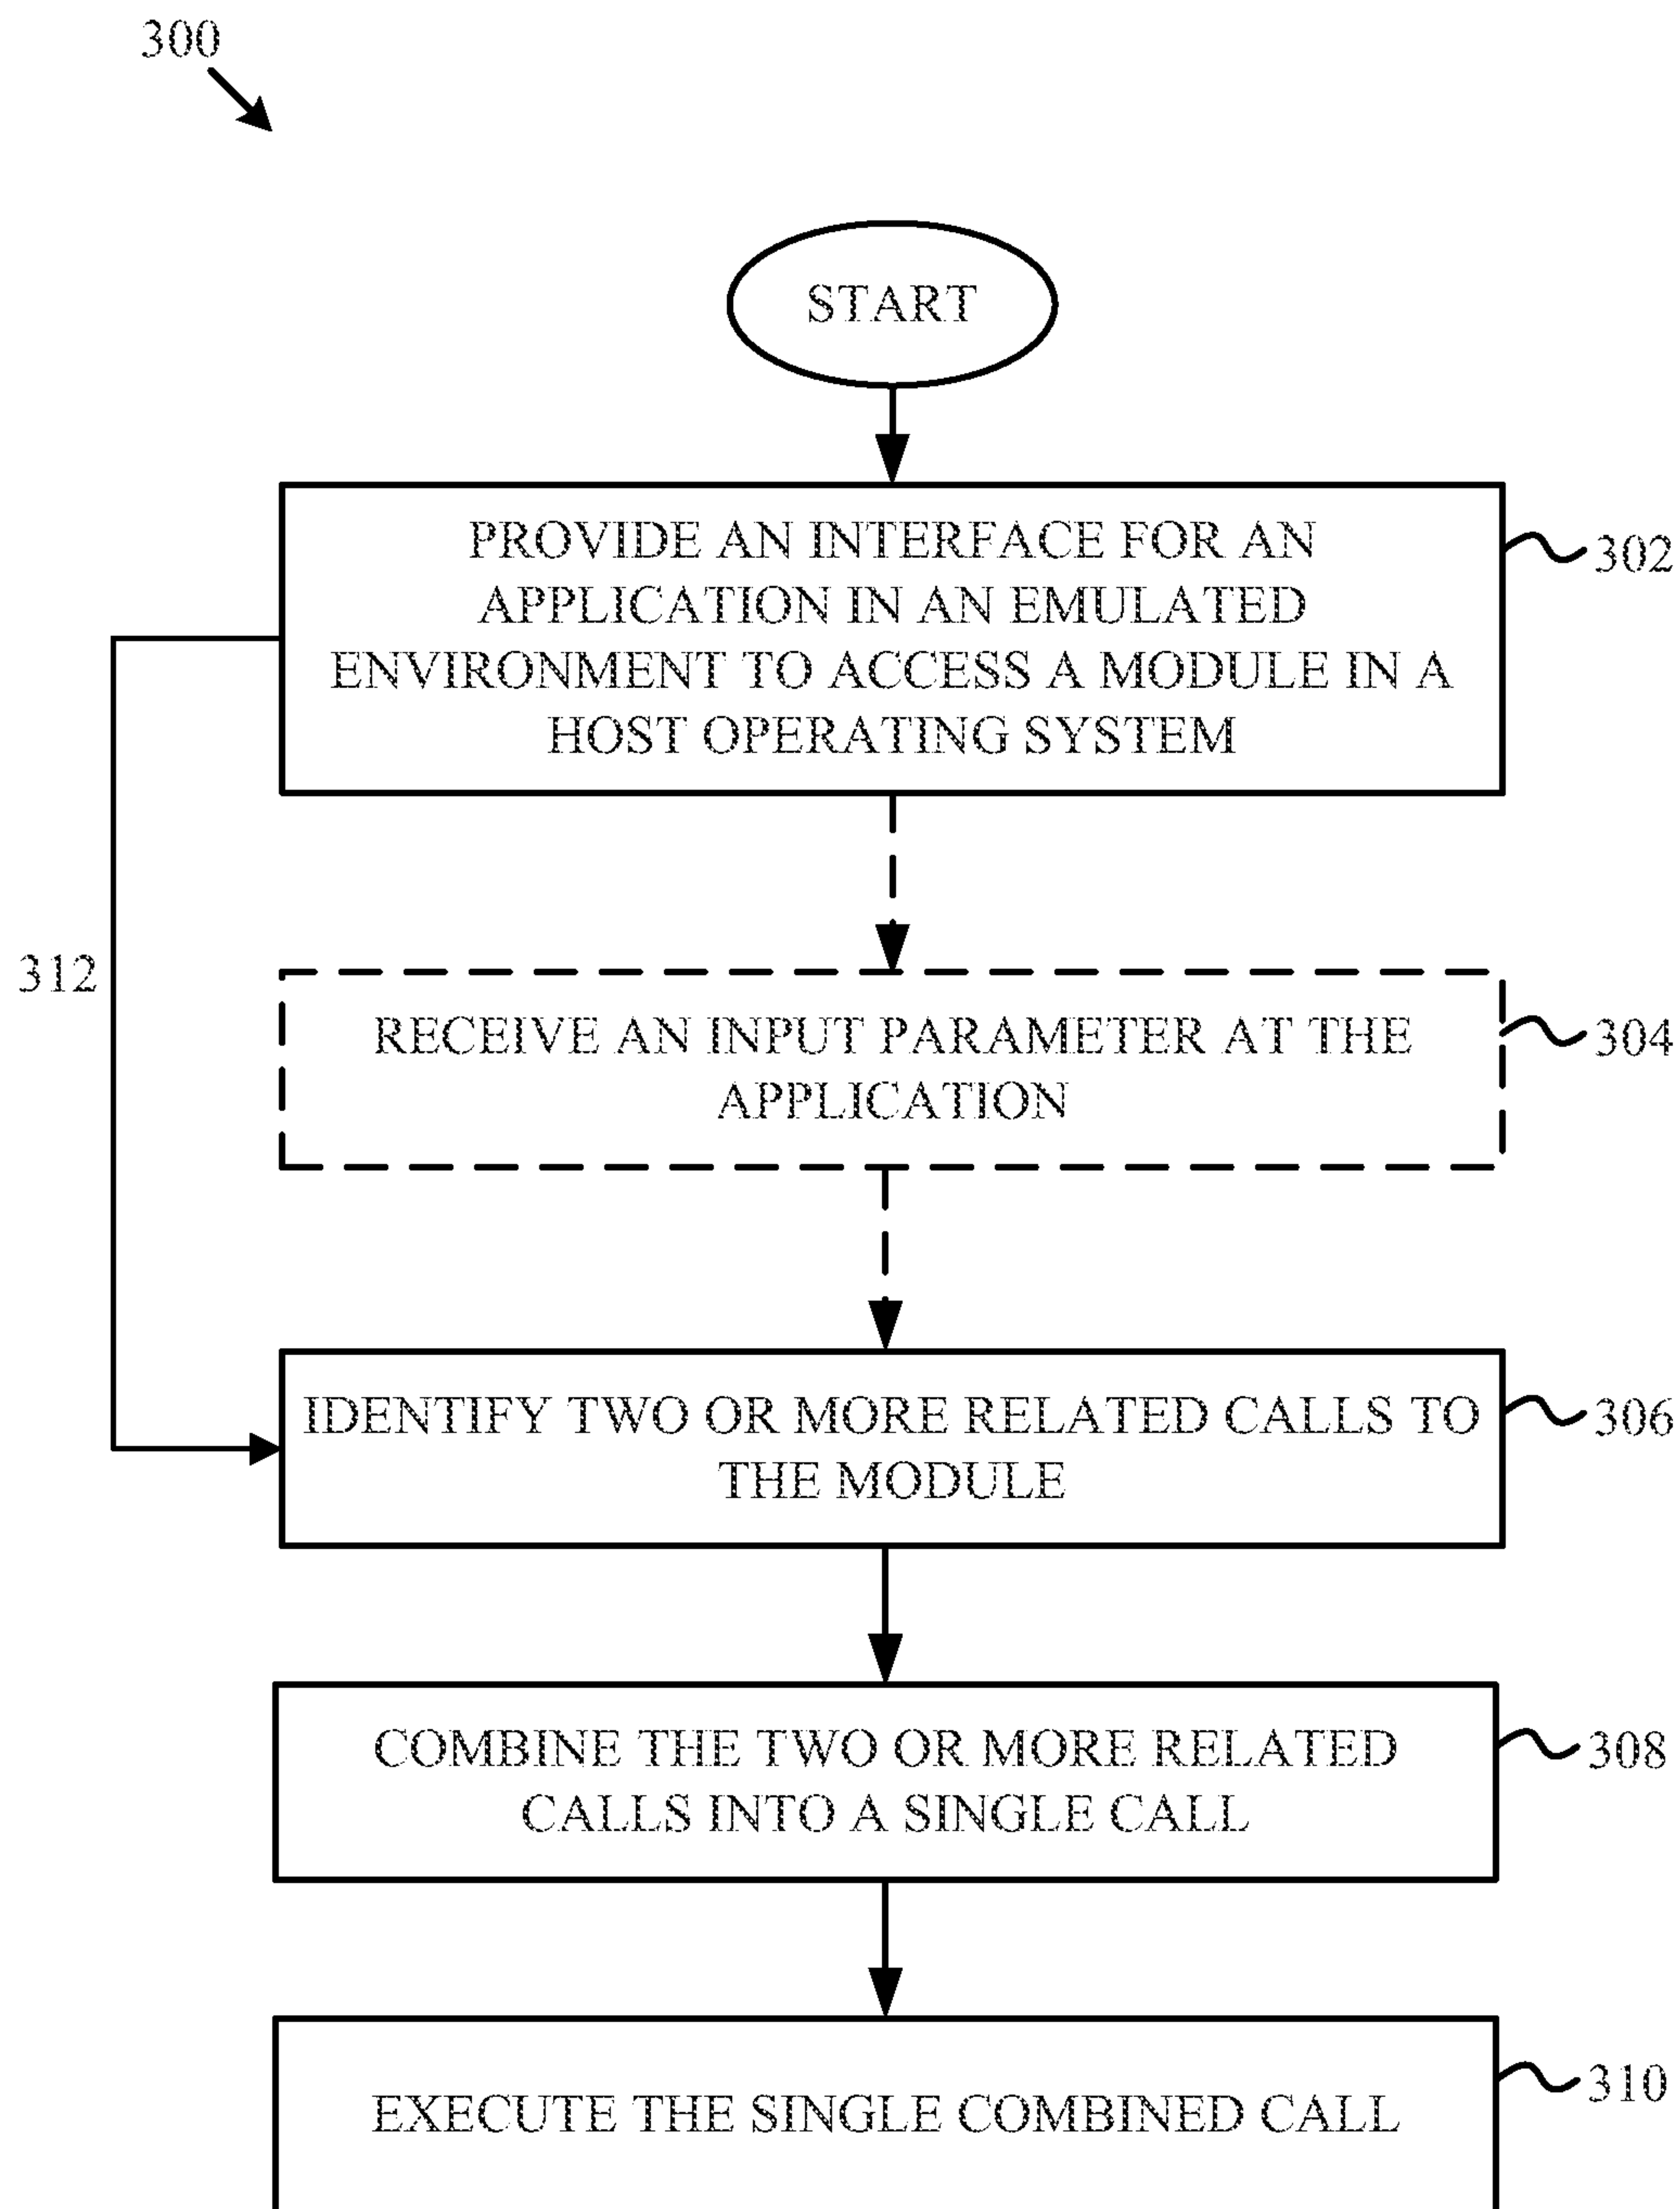 300
START
PROVIDE AN INTERFACE FOR AN
APPLICATION IN AN EMULATED
ENVIRONMENT TO ACCESS A MODULE IN A
HOST OPERATING SYSTEM
302
312
RECEIVE AN INPUT PARAMETER AT THE
APPLICATION
304
IDENTIFY TWO OR MORE RELATED CALLS TO
THE MODULE
306
COMBINE THE TWO OR MORE RELATED
CALLS INTO A SINGLE CALL
308
EXECUTE THE SINGLE COMBINED CALL
310